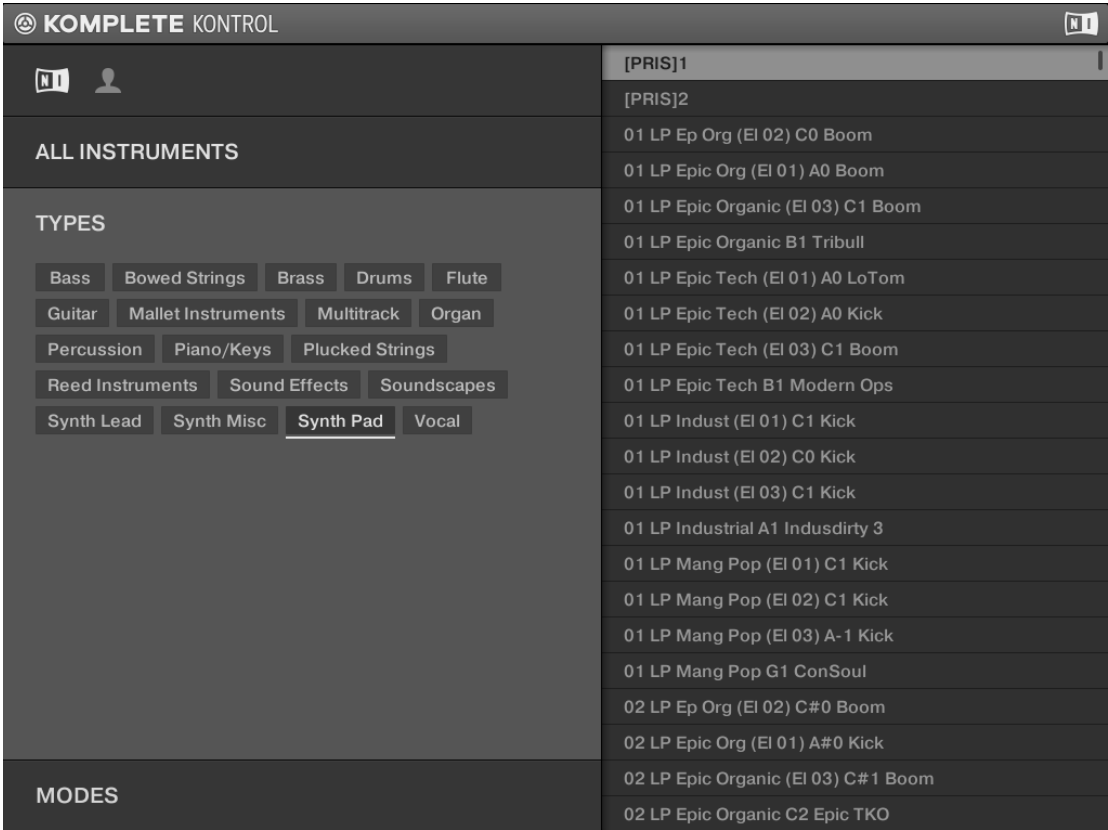 KOMPLETE KONTROL
NI
NI
ALL INSTRUMENTS
TYPES
Bass Bowed Strings Brass Drums Flute
Guitar Mallet Instruments Multitrack Organ
Percussion Piano/Keys Plucked Strings
Reed Instruments Sound Effects Soundscapes
Synth Lead Synth Misc Synth Pad Vocal
MODES
[PRIS]1
[PRIS]2
01 LP Ep Org (El 02) C0 Boom
01 LP Epic Org (El 01) A0 Boom
01 LP Epic Organic (El 03) C1 Boom
01 LP Epic Organic B1 Tribull
01 LP Epic Tech (El 01) A0 LoTom
01 LP Epic Tech (El 02) A0 Kick
01 LP Epic Tech (El 03) C1 Boom
01 LP Epic Tech B1 Modern Ops
01 LP Indust (El 01) C1 Kick
01 LP Indust (El 02) C0 Kick
01 LP Indust (El 03) C1 Kick
01 LP Industrial A1 Indusdirty 3
01 LP Mang Pop (El 01) C1 Kick
01 LP Mang Pop (El 02) C1 Kick
01 LP Mang Pop (El 03) A-1 Kick
01 LP Mang Pop G1 ConSoul
02 LP Ep Org (El 02) C#0 Boom
02 LP Epic Org (El 01) A#0 Kick
02 LP Epic Organic (El 03) C#1 Boom
02 LP Epic Organic C2 Epic TKO